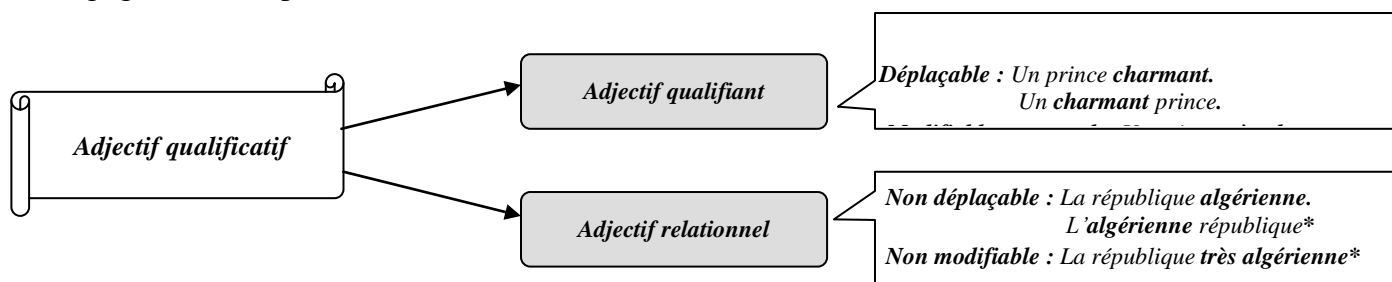 Adjectif qualificatif
Adjectif qualifiant
Déplaçable : Un prince charmant.
Un charmant prince.
Adjectif relationnel
Non déplaçable : La république algérienne.
L'algérienne république*
Non modifiable : La république très algérienne*